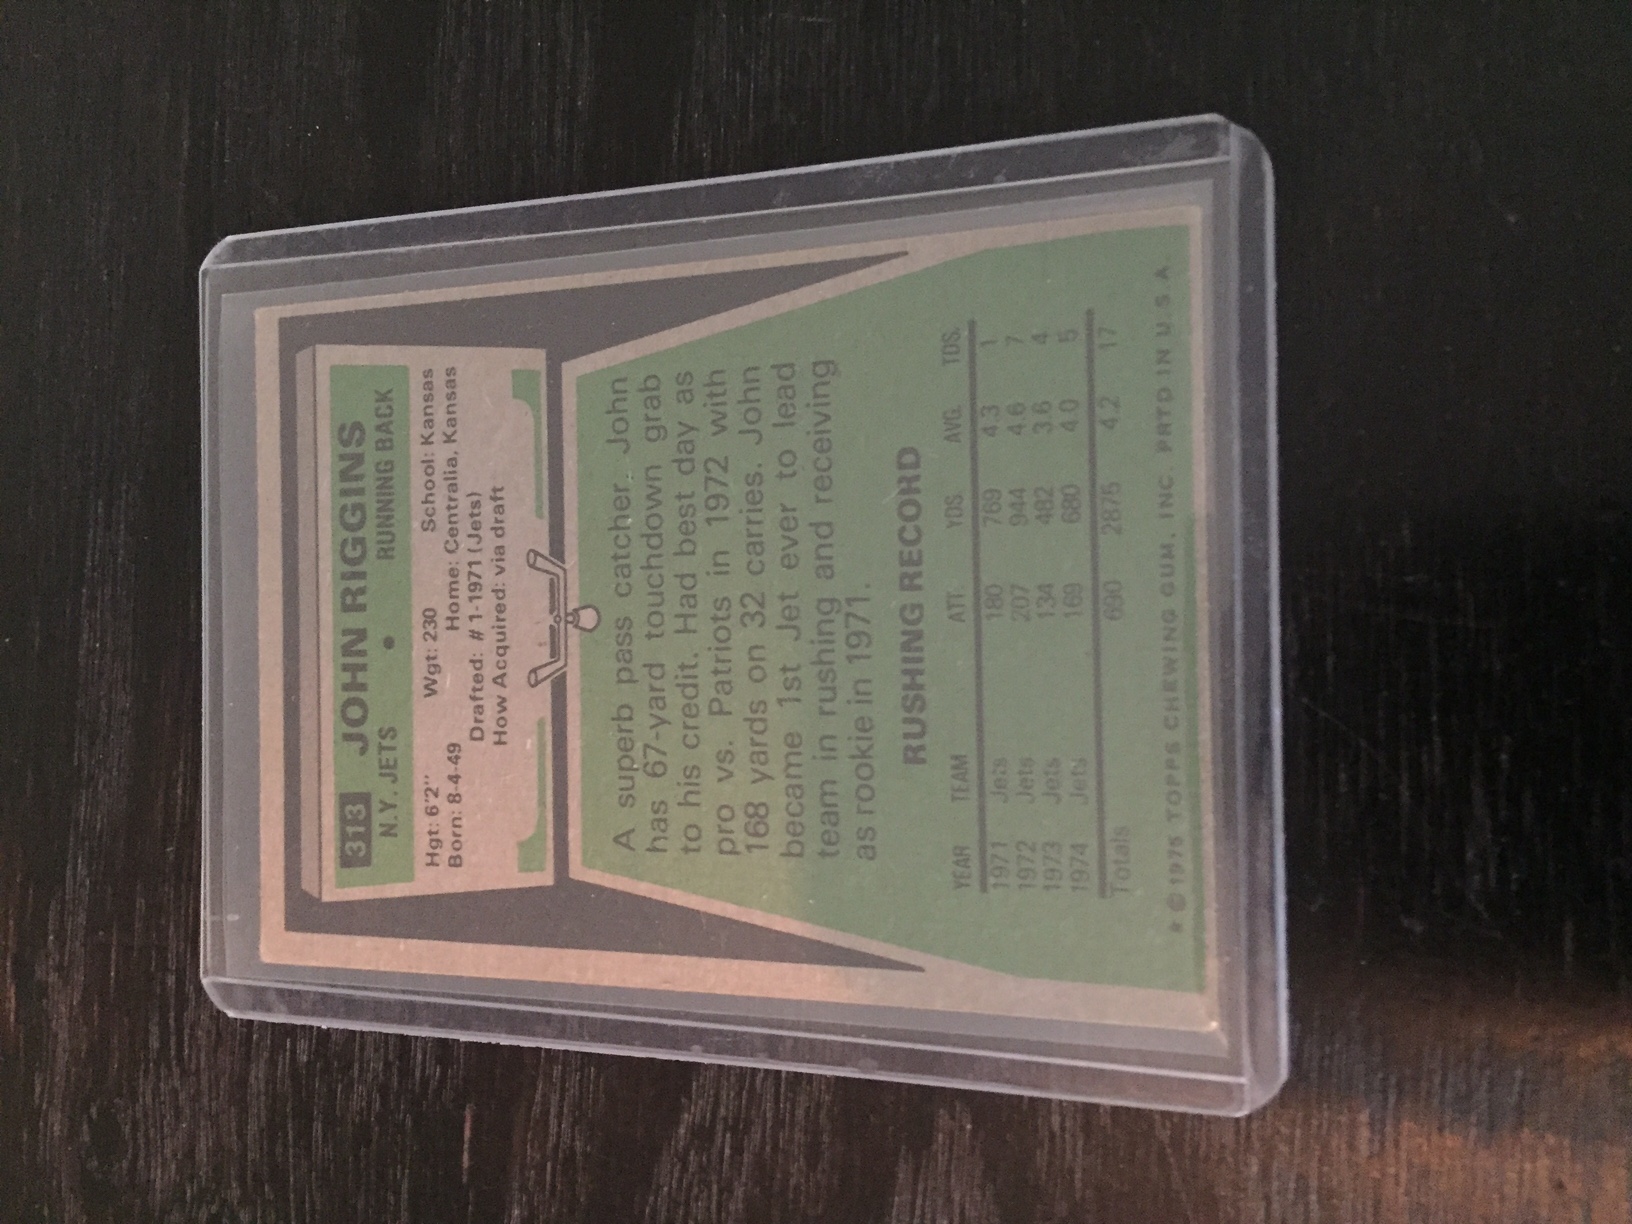 313 JOHN RIGGINS
N.Y. JETS • RUNNING BACK
Hgt: 6'2" Wgt: 230 School: Kansas
Born: 8-4-49 Home: Centralia, Kansas
Drafted: #1-1971 (Jets)
How Acquired: via draft
A superb pass catcher, John
has 67-yard touchdown grab
to his credit. Had best day as
pro vs. Patriots in 1972 with
168 yards on 32 carries. John
became 1st Jet ever to lead
team in rushing and receiving
as rookie in 1971.
RUSHING RECORD
YEAR TEAM ATT. YDS. AVG. TDS.
1971 Jets 180 769 4.3 1
1972 Jets 207 944 4.6 7
1973 Jets 134 482 3.6 4
1974 Jets 169 680 4.0 5
Totals 690 2875 4.2 17
★ © 1975 TOPPS CHEWING GUM, INC. PRTD IN U.S.A.